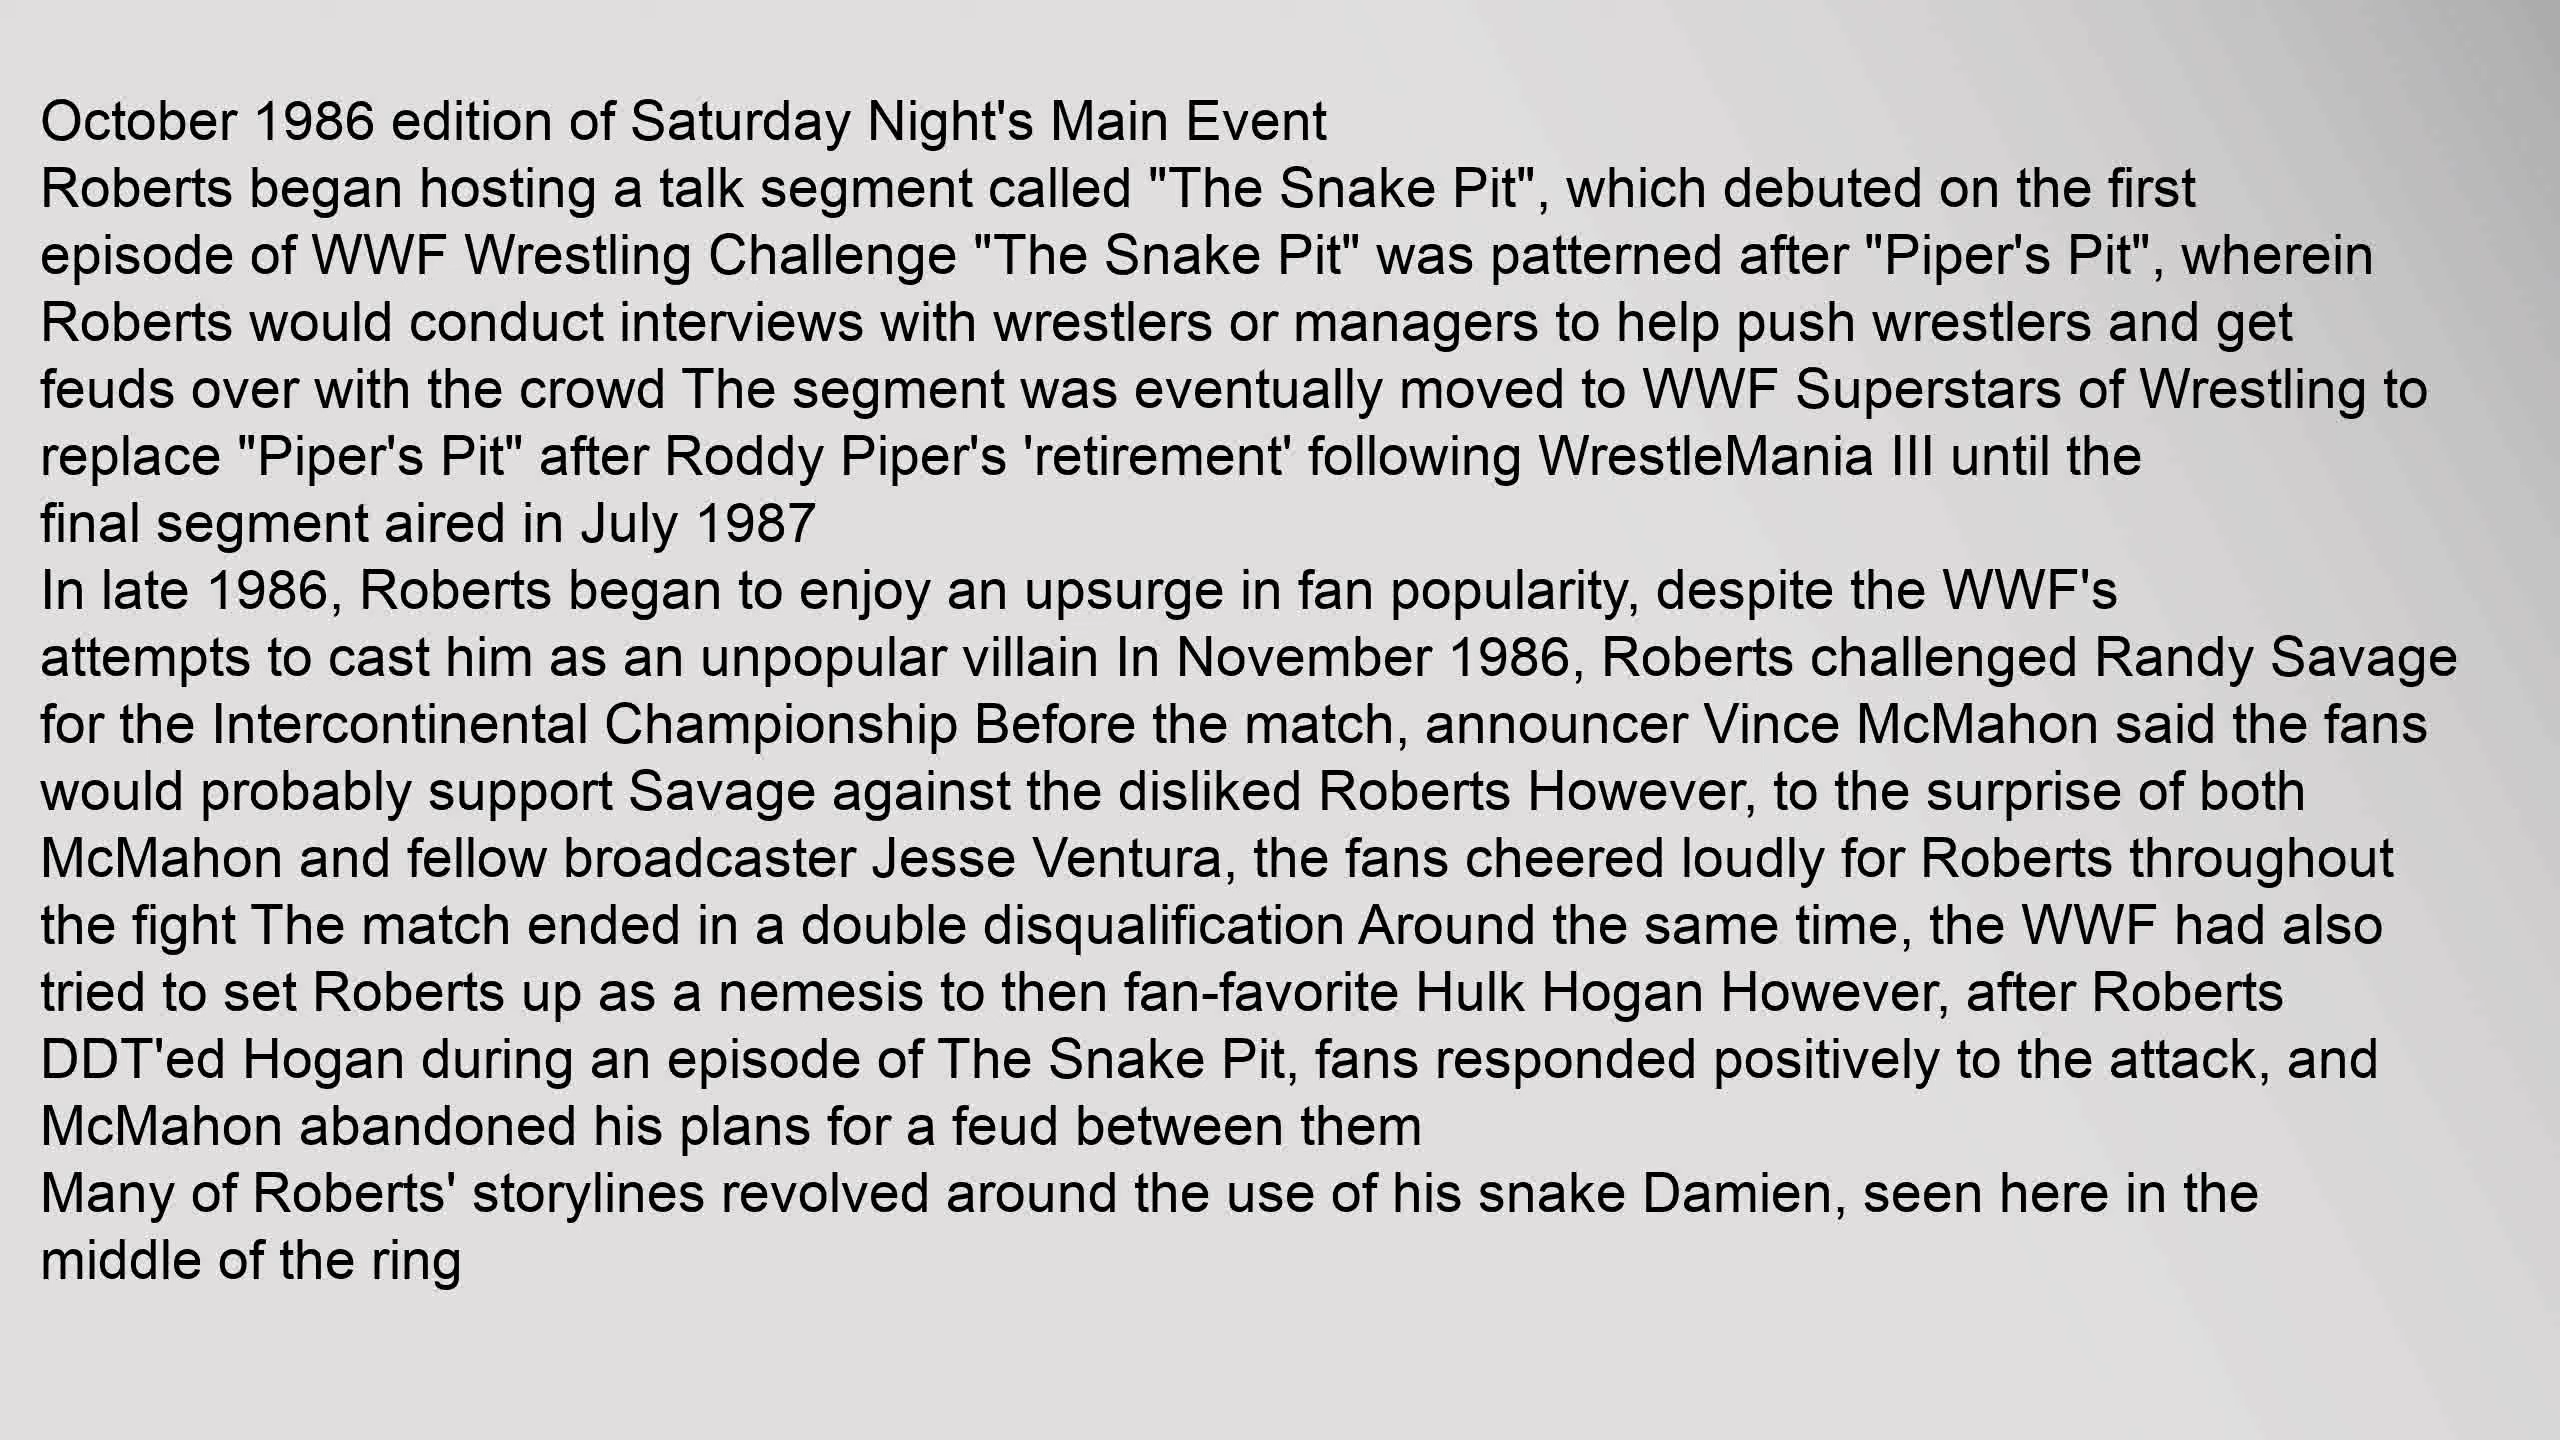 October 1986 edition of Saturday Night's Main Event
Roberts began hosting a talk segment called "The Snake Pit", which debuted on the first
episode of WWF Wrestling Challenge "The Snake Pit" was patterned after "Piper's Pit", wherein
Roberts would conduct interviews with wrestlers or managers to help push wrestlers and get
feuds over with the crowd The segment was eventually moved to WWF Superstars of Wrestling to
replace "Piper's Pit" after Roddy Piper's 'retirement' following WrestleMania III until the
final segment aired in July 1987
In late 1986, Roberts began to enjoy an upsurge in fan popularity, despite the WWF's
attempts to cast him as an unpopular villain In November 1986, Roberts challenged Randy Savage
for the Intercontinental Championship Before the match, announcer Vince McMahon said the fans
would probably support Savage against the disliked Roberts However, to the surprise of both
McMahon and fellow broadcaster Jesse Ventura, the fans cheered loudly for Roberts throughout
the fight The match ended in a double disqualification Around the same time, the WWF had also
tried to set Roberts up as a nemesis to then fan-favorite Hulk Hogan However, after Roberts
DDT'ed Hogan during an episode of The Snake Pit, fans responded positively to the attack, and
McMahon abandoned his plans for a feud between them
Many of Roberts' storylines revolved around the use of his snake Damien, seen here in the
middle of the ring